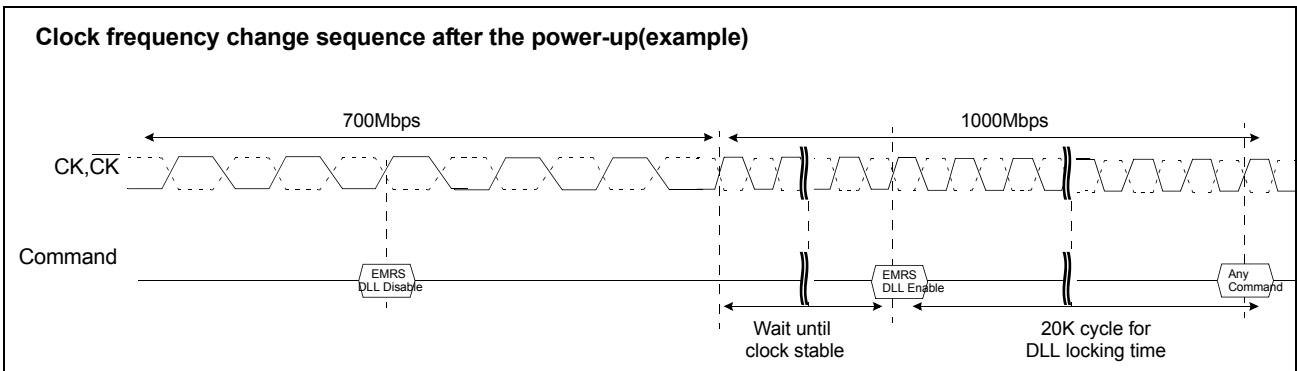 Clock frequency change sequence after the power-up(example)
700Mbps
1000Mbps
CK,C̅K̅
Command
EMRS
DLL Disable
EMRS
DLL Enable
Any
Command
Wait until
clock stable
20K cycle for
DLL locking time